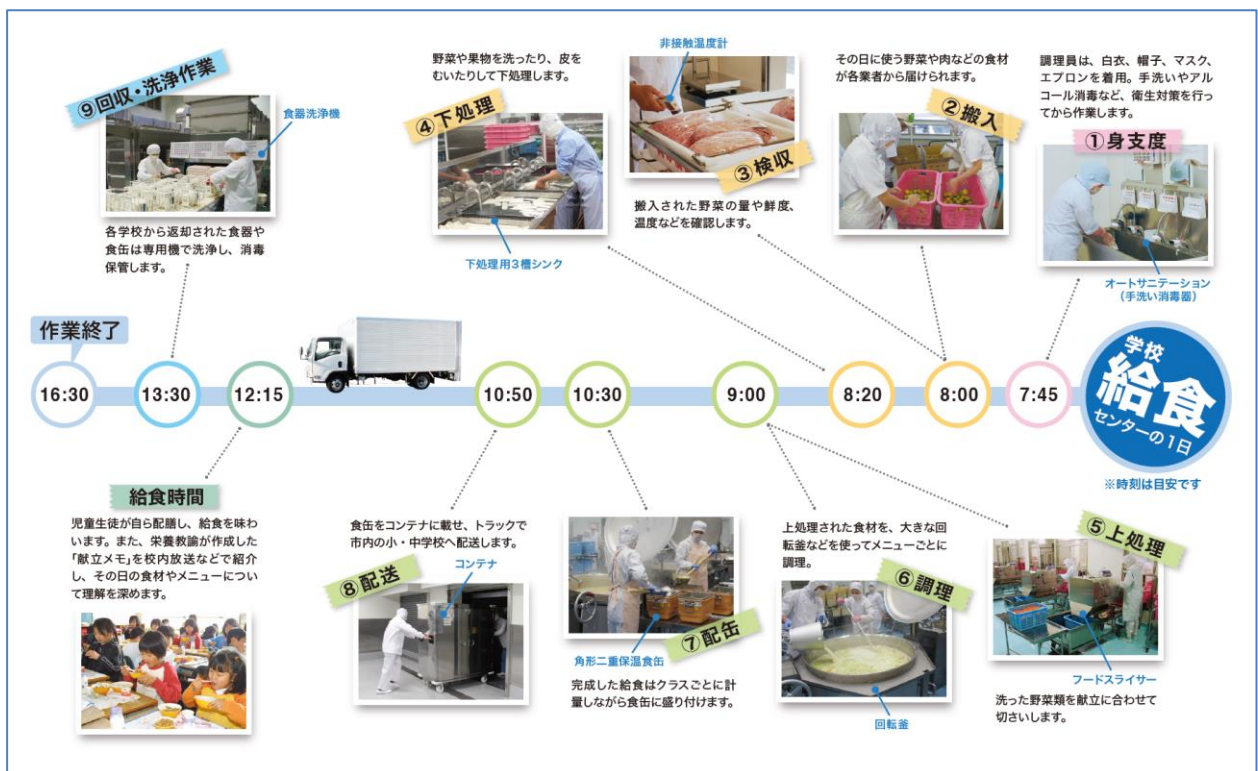 学校
給食
センターの1日
※時刻は目安です
7:45
調理員は、白衣、帽子、マスク、
エプロンを着用。手洗いやアル
コール消毒など、衛生対策を行っ
てから作業します。
①身支度
オートサニテーション
(手洗い消毒器)
8:00
その日に使う野菜や肉などの食材
が各業者から届けられます。
②搬入
非接触温度計
③検収
搬入された野菜の量や鮮度、
温度などを確認します。
8:20
野菜や果物を洗ったり、皮を
むいたりして下処理します。
④下処理
下処理用3槽シンク
9:00
⑤上処理
フードスライサー
洗った野菜類を献立に合わせて
切さいします。
上処理された食材を、大きな回
転釜などを使ってメニューごとに
調理。
⑥調理
回転釜
10:30
⑦配缶
角形二重保温食缶
完成した給食はクラスごとに計
量しながら食缶に盛り付けます。
10:50
食缶をコンテナに載せ、トラックで
市内の小・中学校へ配送します。
⑧配送
コンテナ
12:15
給食時間
児童生徒が自ら配膳し、給食を味わ
います。また、栄養教諭が作成した
「献立メモ」を校内放送などで紹介
し、その日の食材やメニューについ
て理解を深めます。
13:30
⑨回収・洗浄作業
食器洗浄機
各学校から返却された食器や
食缶は専用機で洗浄し、消毒
保管します。
作業終了
16:30